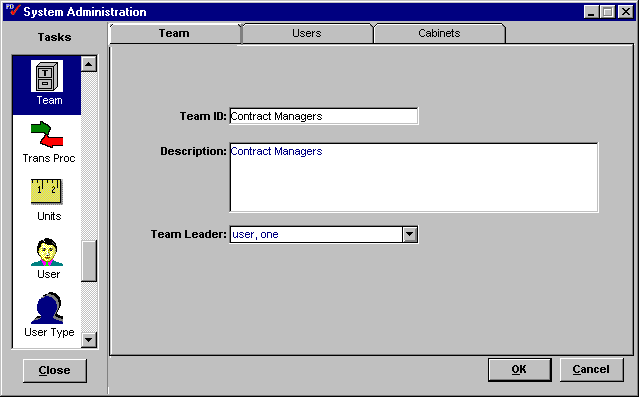 PD
System Administration
Tasks
Team
Users
Cabinets
T
Team
Trans Proc
1 2
Units
User
User Type
Team ID: Contract Managers
Description: Contract Managers
Team Leader: user, one
Close
OK
Cancel